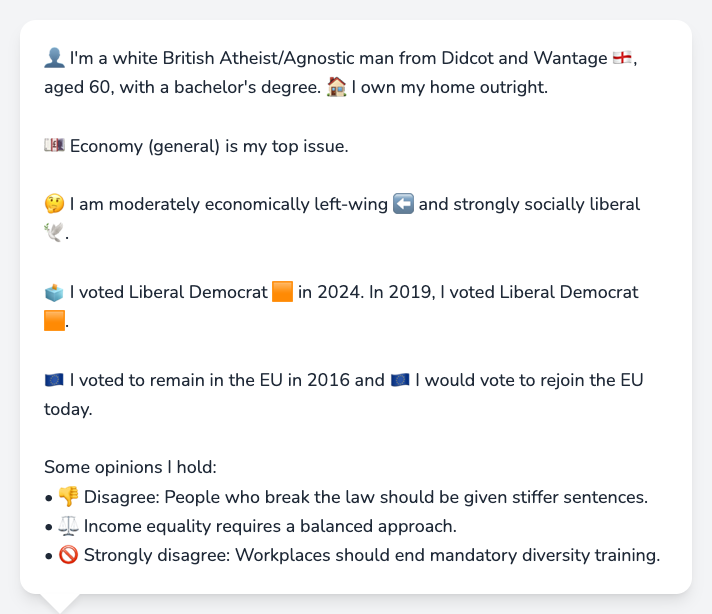 👤 I'm a white British Atheist/Agnostic man from Didcot and Wantage 🏴󠁧󠁢󠁥󠁮󠁧󠁿,
aged 60, with a bachelor's degree. 🏠 I own my home outright.
💷 Economy (general) is my top issue.
🤔 I am moderately economically left-wing ⬅️ and strongly socially liberal
🕊️.
🗳️ I voted Liberal Democrat 🟧 in 2024. In 2019, I voted Liberal Democrat
🟧.
🇪🇺 I voted to remain in the EU in 2016 and 🇪🇺 I would vote to rejoin the EU
today.
Some opinions I hold:
• 👎 Disagree: People who break the law should be given stiffer sentences.
• ⚖️ Income equality requires a balanced approach.
• 🚫 Strongly disagree: Workplaces should end mandatory diversity training.